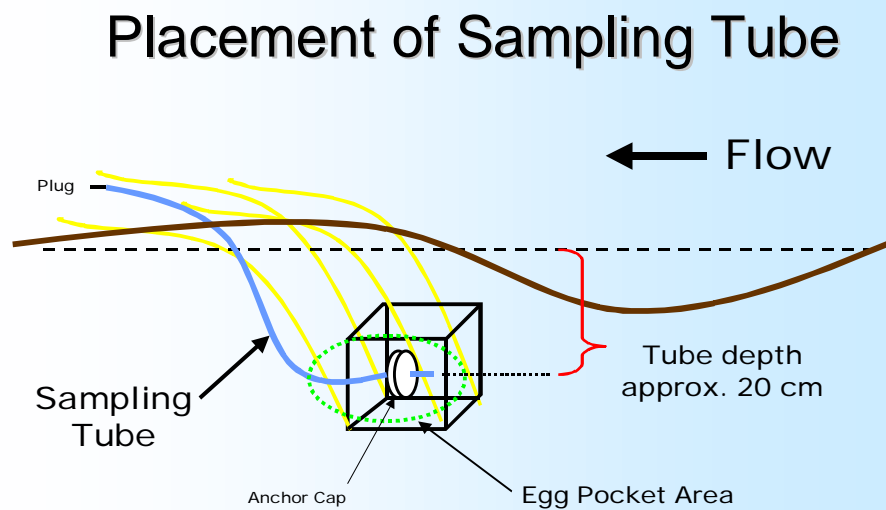 Placement of Sampling Tube
Flow
Plug
Tube depth
approx. 20 cm
Sampling
Tube
Anchor Cap
Egg Pocket Area